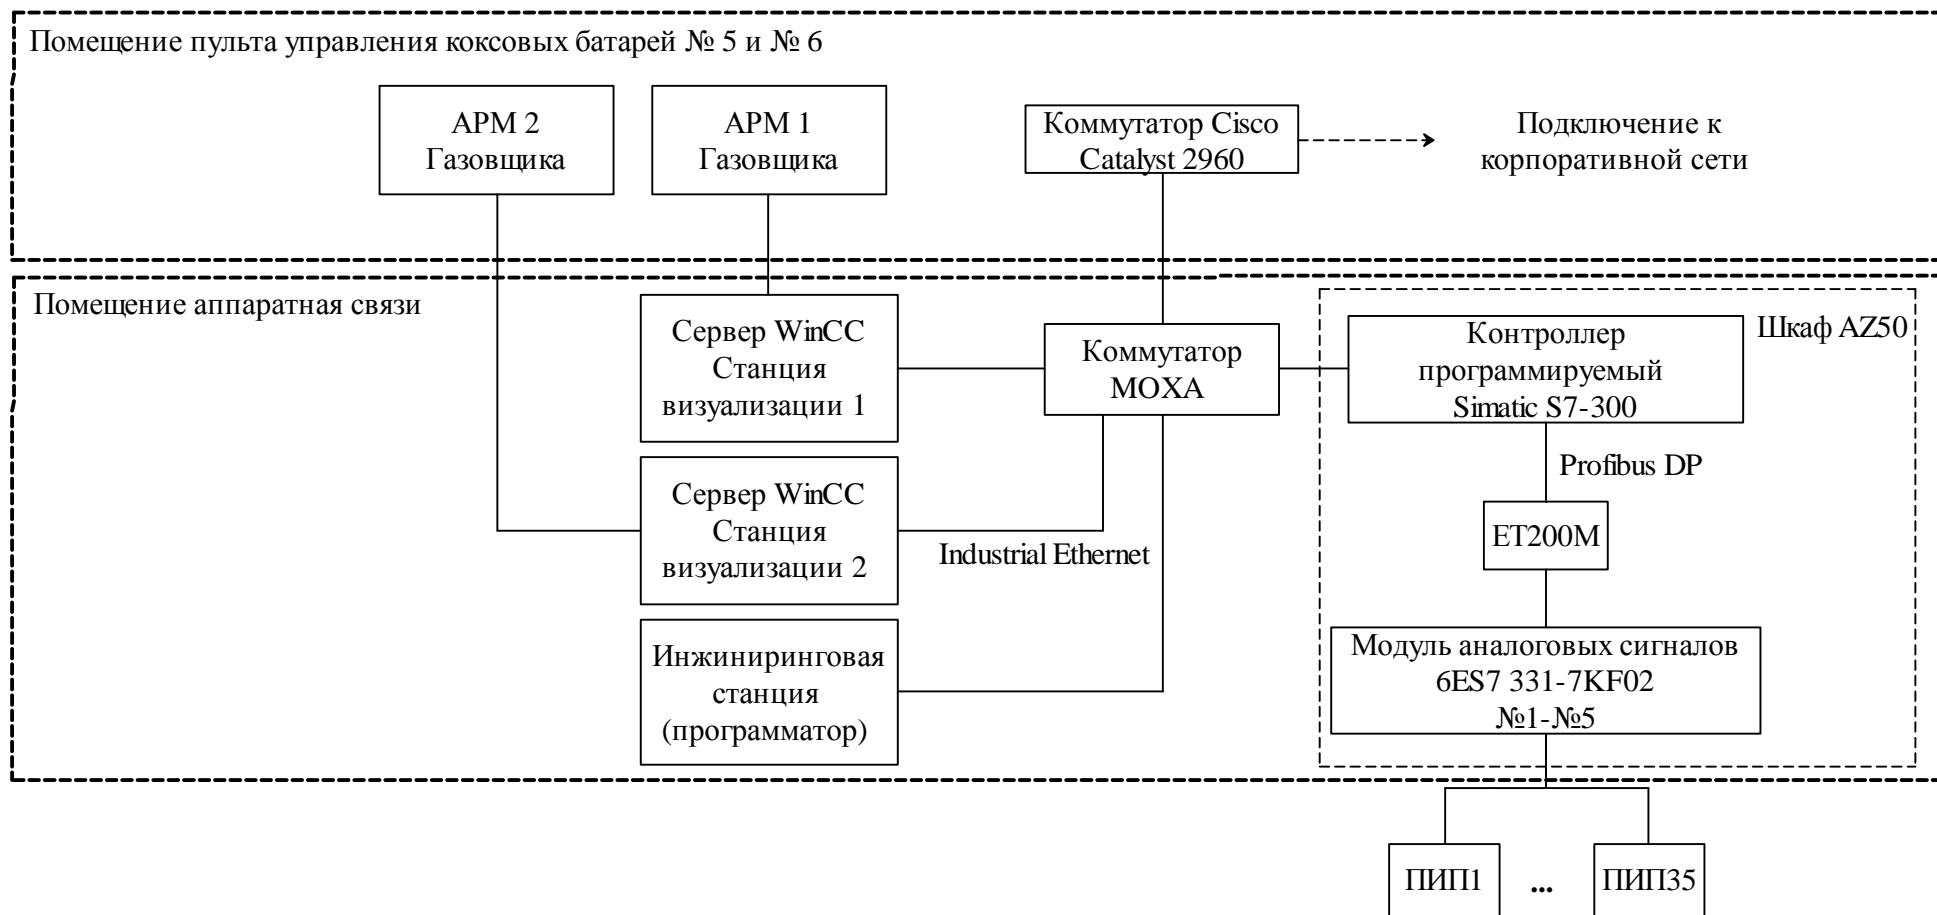 Помещение пульта управления коксовых батарей № 5 и № 6
АРМ 2
Газовщика
АРМ 1
Газовщика
Коммутатор Cisco
Catalyst 2960
Подключение к
корпоративной сети
Помещение аппаратная связи
Сервер WinCC
Станция
визуализации 1
Коммутатор
MOXA
Контроллер
программируемый
Simatic S7-300
Шкаф AZ50
Profibus DP
Сервер WinCC
Станция
визуализации 2
Industrial Ethernet
ET200M
Инжиниринговая
станция
(программатор)
Модуль аналоговых сигналов
6ES7 331-7KF02
№1-№5
ПИП1
...
ПИП35